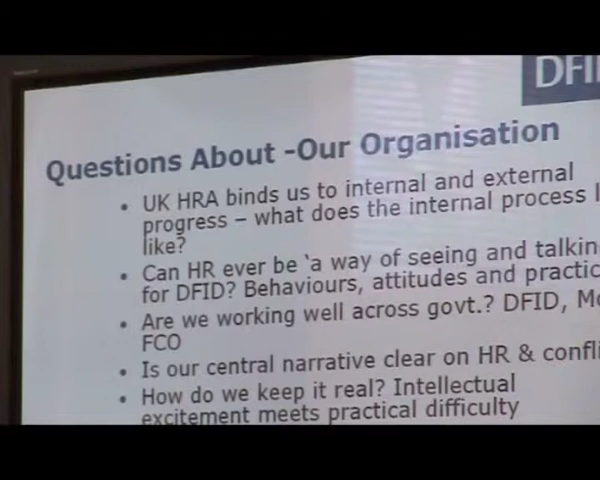 DFI
Questions About -Our Organisation
• UK HRA binds us to internal and external
progress – what does the internal process l
like?
• Can HR ever be 'a way of seeing and talkin
for DFID? Behaviours, attitudes and practic
• Are we working well across govt.? DFID, Mo
FCO
• Is our central narrative clear on HR & confli
• How do we keep it real? Intellectual
excitement meets practical difficulty